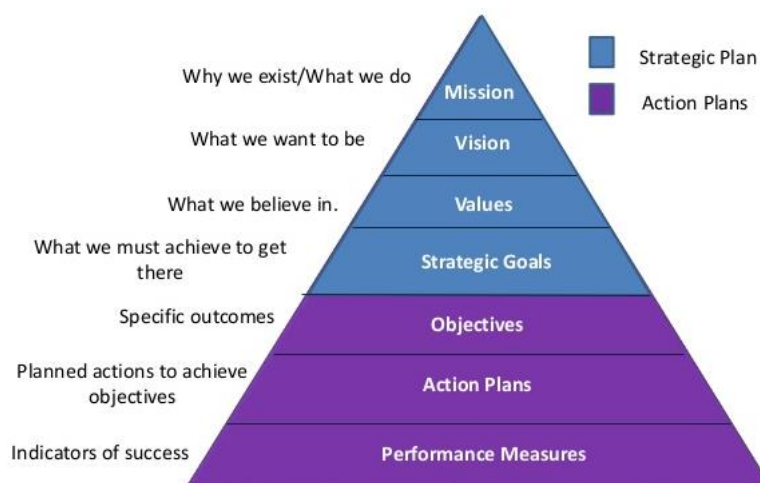 Strategic Plan
Action Plans
Why we exist/What we do
Mission
What we want to be
Vision
What we believe in.
Values
What we must achieve to get
there
Strategic Goals
Specific outcomes
Objectives
Planned actions to achieve
objectives
Action Plans
Indicators of success
Performance Measures